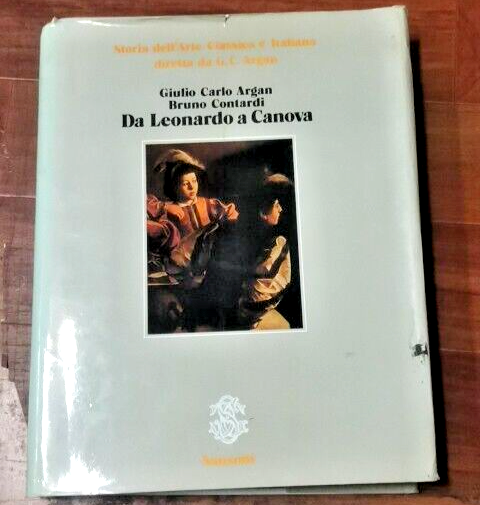 Storia dell'Arte Classica e Italiana
diretta da G.C. Argan
Giulio Carlo Argan
Bruno Contardi
Da Leonardo a Canova
Sansoni